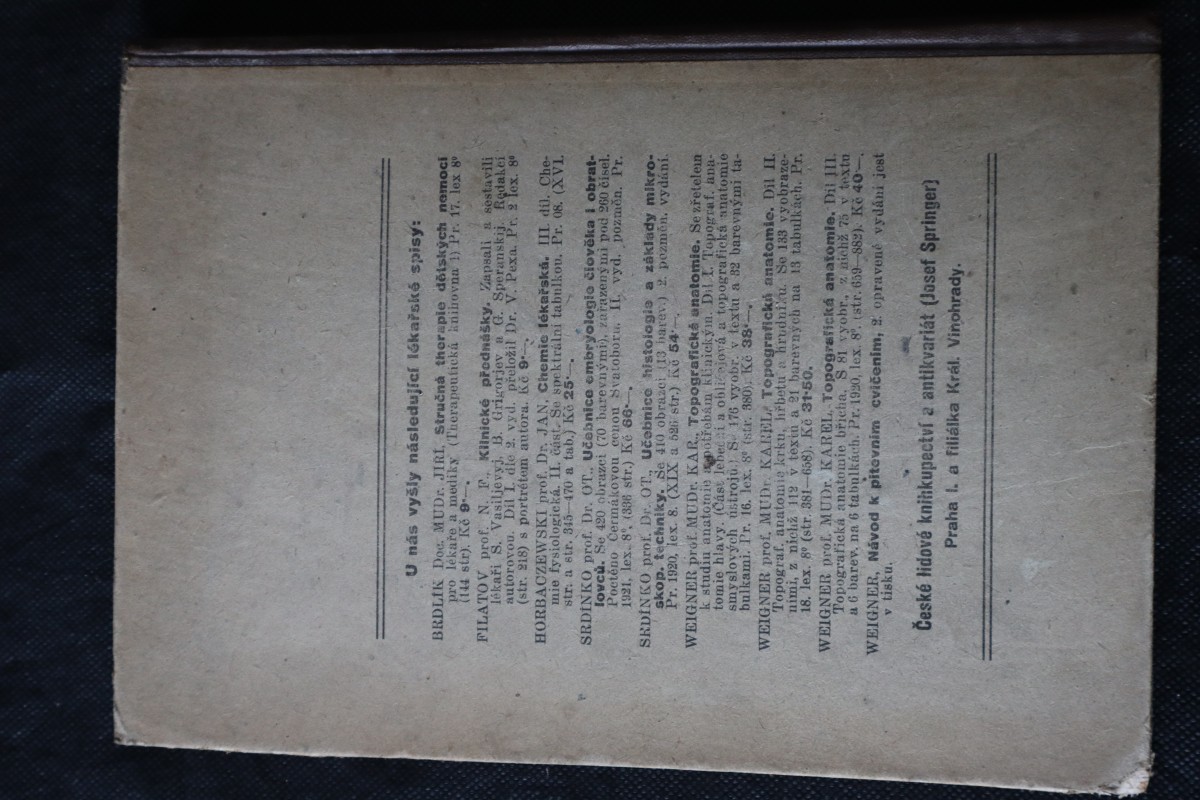 U nás vyšly následující lékařské spisy:
BRDLÍK Doc. MUDr. JIŘÍ, Stručná therapie dětských nemocí
pro lékaře a mediky (Therapeutická knihovna 1) Pr. 17. lex 8⁰
(144 str). Kč 9·—.
FILATOV prof. N. F., Klinické přednášky. Zapsali a sestavili
lékaři S. Vasiljevyj. B. Grigorjev a G. Speranskij. Redakcí
autorovou. Díl I. dle 2. vyd. přeložil Dr. V. Pexa. Pr. 2 lex. 8⁰
(str. 218) s portrétem autora. Kč 9·—.
HORBACZEWSKI prof. Dr. JAN, Chemie lékařská. III. díl. Che-
mie fysiologická. II. část. Se spektrální tabulkou. Pr. 08. (XVI.
str. a str. 345—470 a tab.) Kč 25·—.
SRDÍNKO prof. Dr. OT., Učebnice embryologie člověka i obrat-
lovců. Se 420 obrazci (70 barevnými), zařazenými pod 260 čísel.
Poctěno Čermákovou cenou Svatoborn. II. vyd. pozměn. Pr.
1921, lex. 8⁰, (336 str.) Kč 66·—.
SRDÍNKO prof. Dr. OT., Učebnice histologie a základy mikro-
skop. techniky. Se 410 obrazci (13 barev.) 2. pozměn. vydání.
Pr. 1920, lex. 8. (XIX a 526 str.) Kč 54·—.
WEIGNER prof. MUDr. KAR., Topografické anatomie. Se zřetelem
k studiu anatomie a potřebám klinickým. Díl I. Topograf. ana-
tomie hlavy. (Část lebeční a obličejová a topografická anatomie
smyslových ústrojů.) Se 176 vyobr. v textu a 32 barevnými ta-
bulkami. Pr. 16. lex. 8⁰ (str. 380). Kč 38·—.
WEIGNER prof. MUDr. KAREL, Topografická anatomie. Díl II.
Topograf. anatomie krku, hřbetu a hrudníku. Se 133 vyobraze-
ními, z nichž 112 v textu a 21 barevných na 13 tabulkách. Pr.
18. lex. 8⁰ (str. 381—658). Kč 31·50.
WEIGNER prof. MUDr. KAREL, Topografická anatomie. Díl III.
Topografická anatomie břicha. S 81 vyobr., z nichž 75 v textu
a 6 barev. na 6 tabulkách. Pr. 1920, lex. 8⁰. (str. 659—882). Kč 40—.
WEIGNER, Návod k pitevním cvičením, 2. opravené vydání jest
v tisku.
České lidové knihkupectví a antikvariát (Josef Springer)
Praha I. a filiálka Král. Vinohrady.